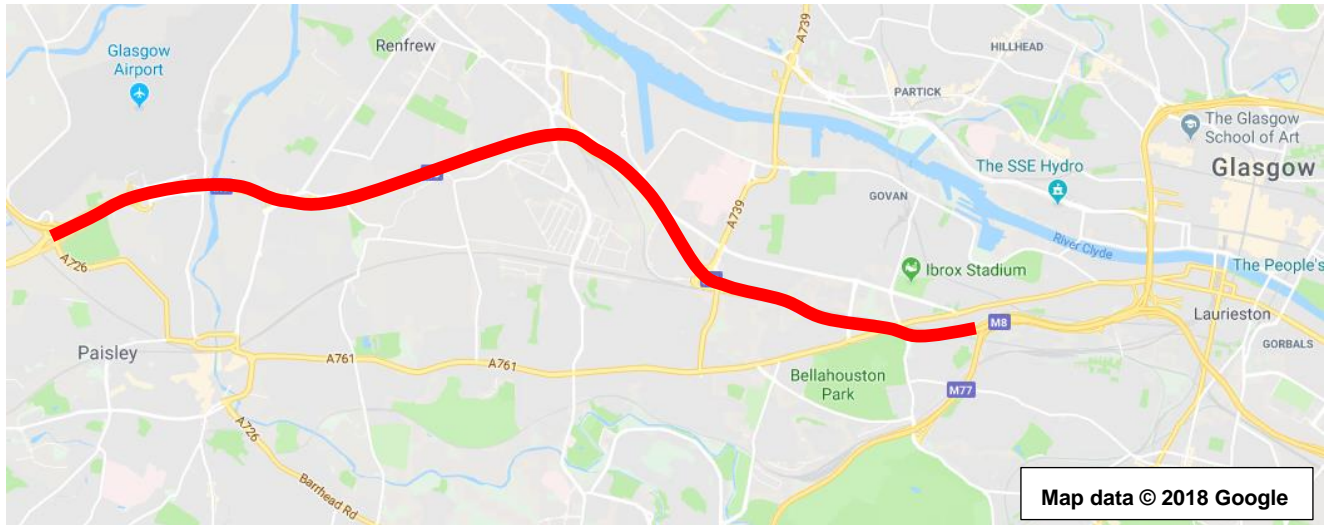 Glasgow
Airport
Renfrew
A739
HILLHEAD
PARTICK
The Glasgow
School of Art
Glasgow
The SSE Hydro
GOVAN
A739
River Clyde
A726
Ibrox Stadium
The People's
M8
Laurieston
GORBALS
Paisley
A761
A761
Bellahouston
Park
M77
A726
Barrhead Rd
Map data © 2018 Google